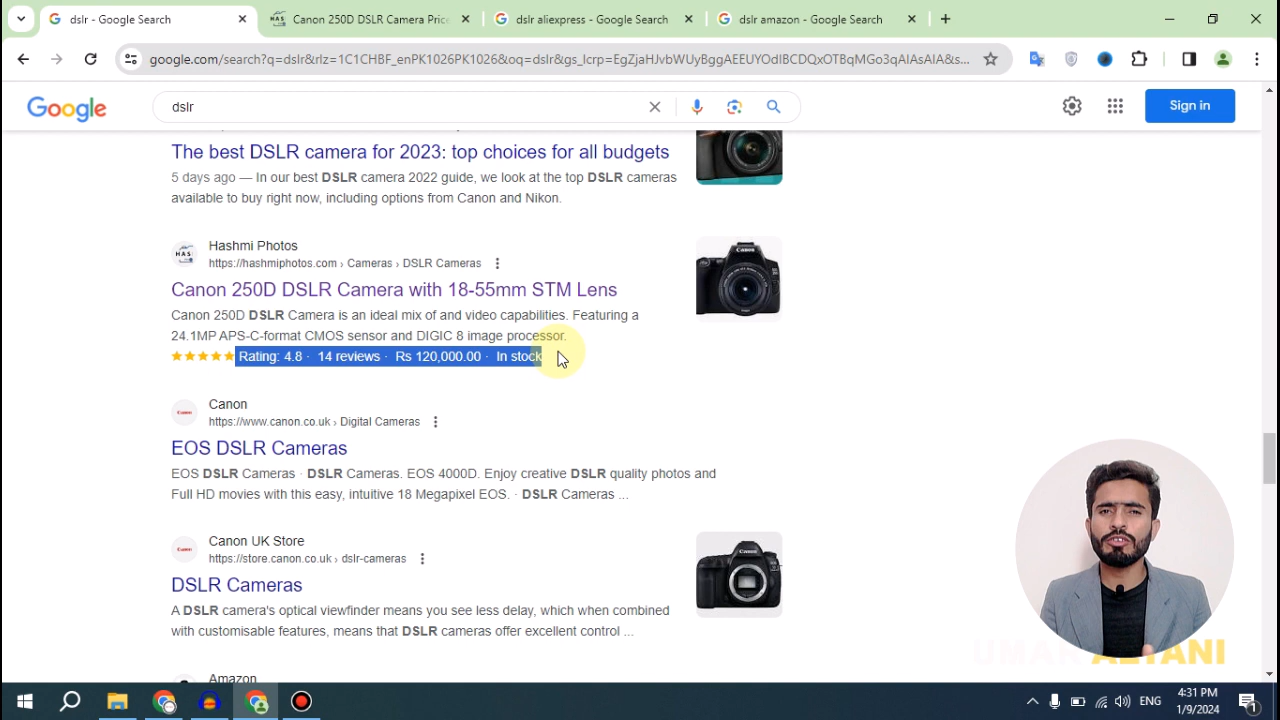 dslr - Google Search
Canon 250D DSLR Camera Price
dslr aliexpress - Google Search
dslr amazon - Google Search
google.com/search?q=dslr&rlz=1C1CHBF_enPK1026PK1026&oq=dslr&gs_lcrp=EgZjaHJvbWUyBggAEEUYOdIBCDQxOTBqMGo3qAIAsAIA&s...
Google
dslr
Sign in
The best DSLR camera for 2023: top choices for all budgets
5 days ago — In our best DSLR camera 2022 guide, we look at the top DSLR cameras
available to buy right now, including options from Canon and Nikon.
HAS
Hashmi Photos
https://hashmiphotos.com › Cameras › DSLR Cameras
Canon 250D DSLR Camera with 18-55mm STM Lens
Canon 250D DSLR Camera is an ideal mix of and video capabilities. Featuring a
24.1MP APS-C-format CMOS sensor and DIGIC 8 image processor.
Rating: 4.8 · 14 reviews · Rs 120,000.00 · In stock
Canon
Canon
Canon
https://www.canon.co.uk › Digital Cameras
EOS DSLR Cameras
EOS DSLR Cameras · DSLR Cameras. EOS 4000D. Enjoy creative DSLR quality photos and
Full HD movies with this easy, intuitive 18 Megapixel EOS. · DSLR Cameras ...
Canon
Canon UK Store
https://store.canon.co.uk › dslr-cameras
DSLR Cameras
A DSLR camera's optical viewfinder means you see less delay, which when combined
with customisable features, means that DSLR cameras offer excellent control ...
Canon
Amazon
UMAR ALYANI
ENG
4:31 PM
1/9/2024
1